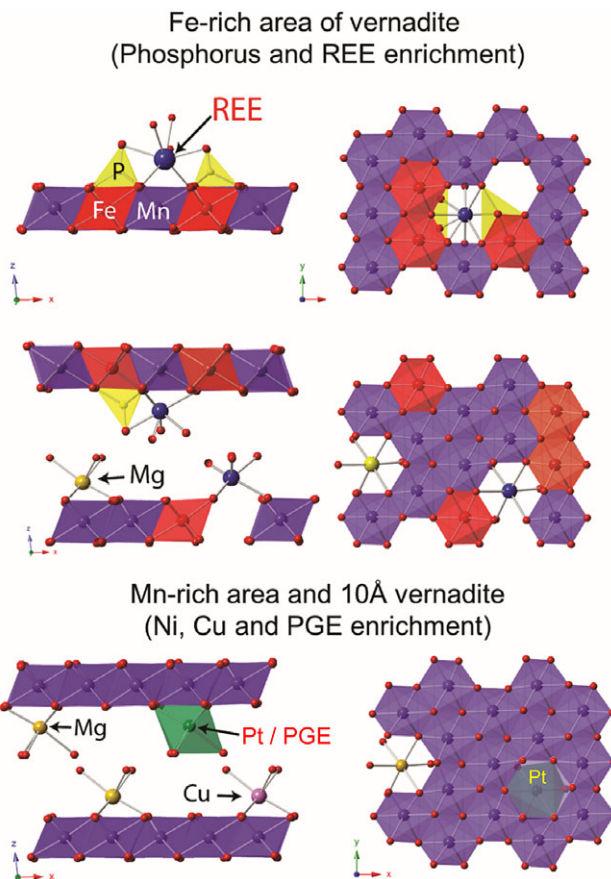 Fe-rich area of vernadite
(Phosphorus and REE enrichment)
REE
P
Fe
Mn
z
y
x
y
x
Mg
z
x
y
x
Mn-rich area and 10Å vernadite
(Ni, Cu and PGE enrichment)
Mg
Pt / PGE
Cu
Pt
z
x
y
x